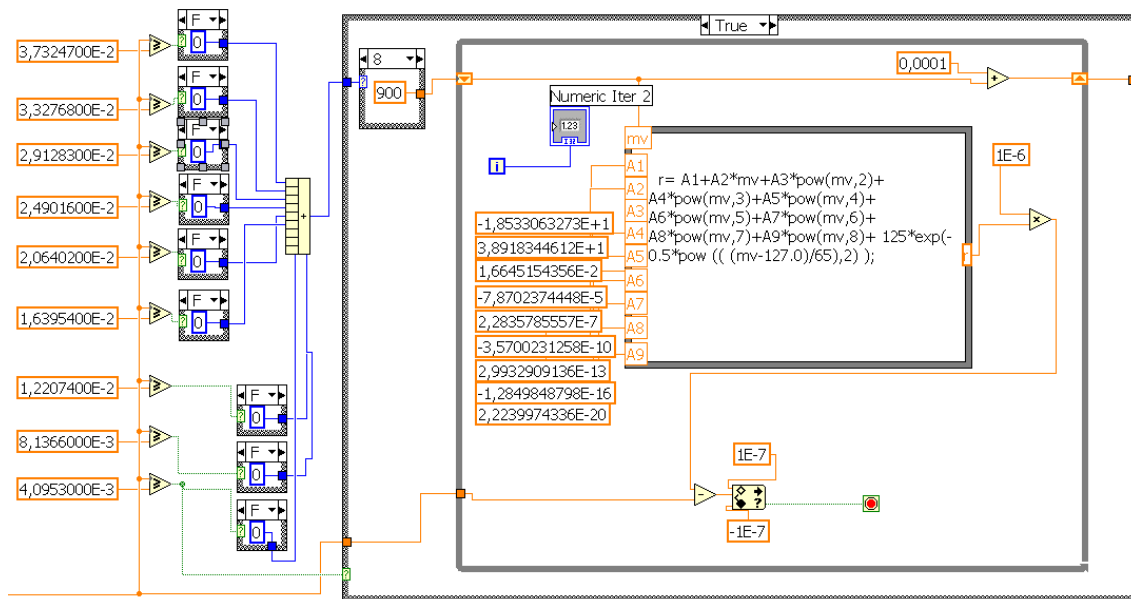 True
F
0
3,7324700E-2
F
0
3,3276800E-2
F
0
2,9128300E-2
F
0
2,4901600E-2
F
0
2,0640200E-2
F
0
1,6395400E-2
F
0
1,2207400E-2
F
0
8,1366000E-3
F
0
4,0953000E-3
+
?
8
?
900
0,0001
+
Numeric Iter 2
1.23
I32
i
mv
A1
A2
A3
A4
A5
A6
A7
A8
A9
-1,8533063273E+1
3,8918344612E+1
1,6645154356E-2
-7,8702374448E-5
2,2835785557E-7
-3,5700231258E-10
2,9932909136E-13
-1,2849848798E-16
2,2239974336E-20
r= A1+A2*mv+A3*pow(mv,2)+
A4*pow(mv,3)+A5*pow(mv,4)+
A6*pow(mv,5)+A7*pow(mv,6)+
A8*pow(mv,7)+A9*pow(mv,8)+ 125*exp(-
0.5*pow (( (mv-127.0)/65),2) );
r
1E-6
x
1E-7
-
?
-1E-7